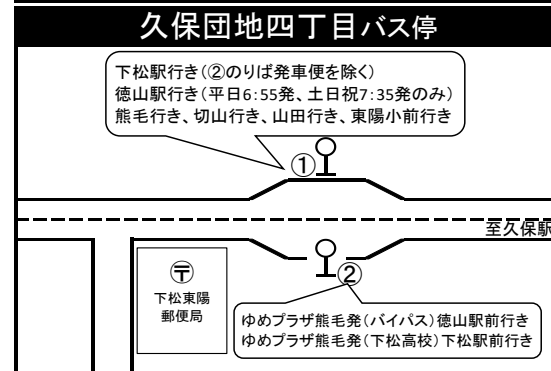 久保団地四丁目バス停
下松駅行き(②のりば発車便を除く)
徳山駅行き(平日6:55発、土日祝7:35発のみ)
熊毛行き、切山行き、山田行き、東陽小前行き
①
至久保駅
②
〒
下松東陽
郵便局
ゆめプラザ熊毛発(バイパス)徳山駅前行き
ゆめプラザ熊毛発(下松高校)下松駅前行き